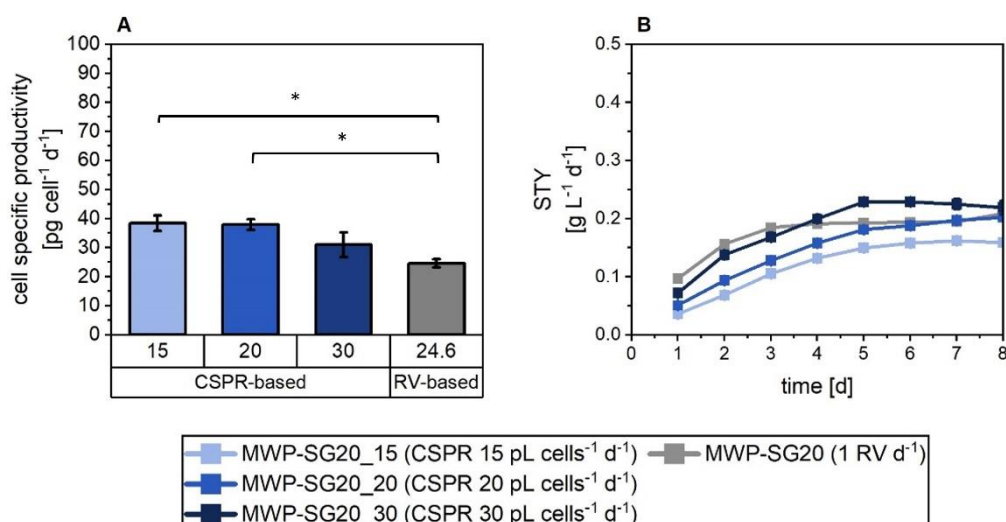 A
cell specific productivity
[pg cell⁻¹ d⁻¹]
100
90
80
70
60
50
40
30
20
10
0
*
*
15 20 30 24.6
CSPR-based RV-based
B
STY
[g L⁻¹ d⁻¹]
0.5
0.4
0.3
0.2
0.1
0.0
0 1 2 3 4 5 6 7 8
time [d]
MWP-SG20_15 (CSPR 15 pL cells⁻¹ d⁻¹) MWP-SG20 (1 RV d⁻¹)
MWP-SG20_20 (CSPR 20 pL cells⁻¹ d⁻¹)
MWP-SG20_30 (CSPR 30 pL cells⁻¹ d⁻¹)